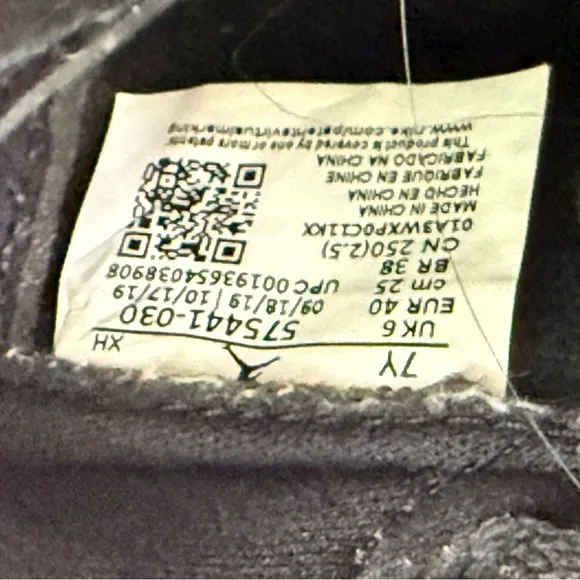 7Y XH
UK 6 575441-030
EUR 40 09/18/19 | 10/17/19
cm 25 UPC 00193654038908
BR 38
CN 250(2.5)
01A3WXP0C11KX
MADE IN CHINA
HECHO EN CHINA
FABRIQUE EN CHINE
FABRICADO NA CHINA
This product is covered by one or more patents
www.nike.com/patentsvirtualmarking